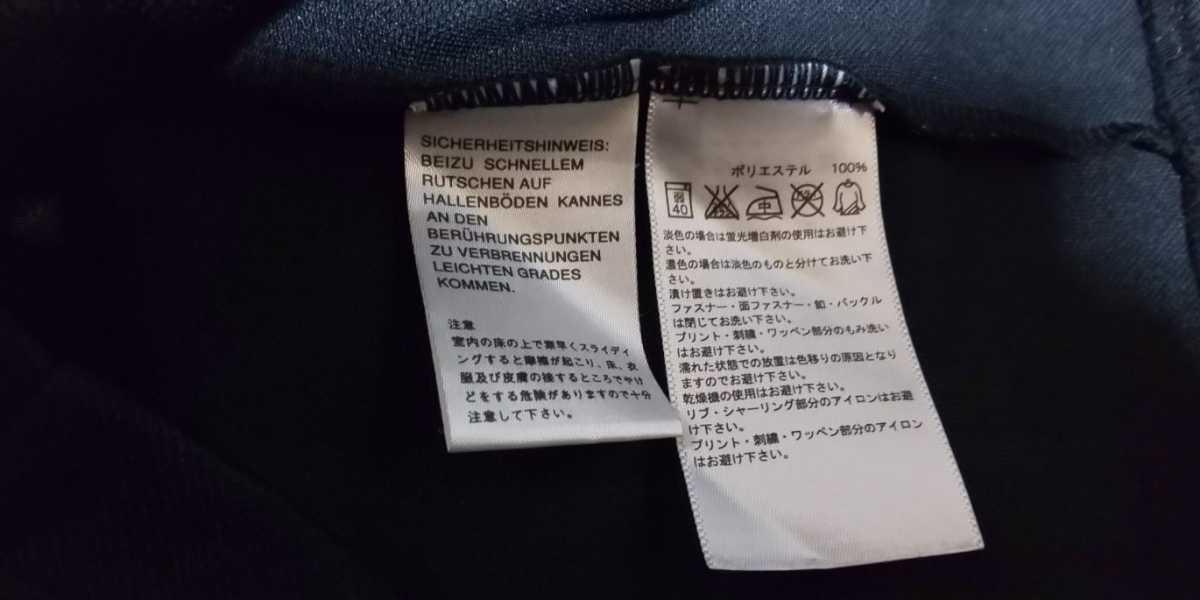 SICHERHEITSHINWEIS:
BEIZU SCHNELLEM
RUTSCHEN AUF
HALLENBÖDEN KANNES
AN DEN
BERÜHRUNGSPUNKTEN
ZU VERBRENNUNGEN
LEICHTEN GRADES
KOMMEN.
注意
室内の床の上で素早くスライディ
ングすると摩擦が起こり、床、衣
服及び皮膚の接するところでやけ
どをする危険がありますので十分
注意して下さい。
ポリエステル 100%
弱
40
中
淡色の場合は蛍光増白剤の使用はお避け下
さい。
濃色の場合は淡色のものと分けてお洗い下
さい。
漬け置きはお避け下さい。
ファスナー・面ファスナー・釦・バックル
は閉じてお洗い下さい。
プリント・刺繍・ワッペン部分のもみ洗い
はお避け下さい。
濡れた状態での放置は色移りの原因となり
ますのでお避け下さい。
乾燥機の使用はお避け下さい。
リブ・シャーリング部分のアイロンはお避
け下さい。
プリント・刺繍・ワッペン部分のアイロン
はお避け下さい。